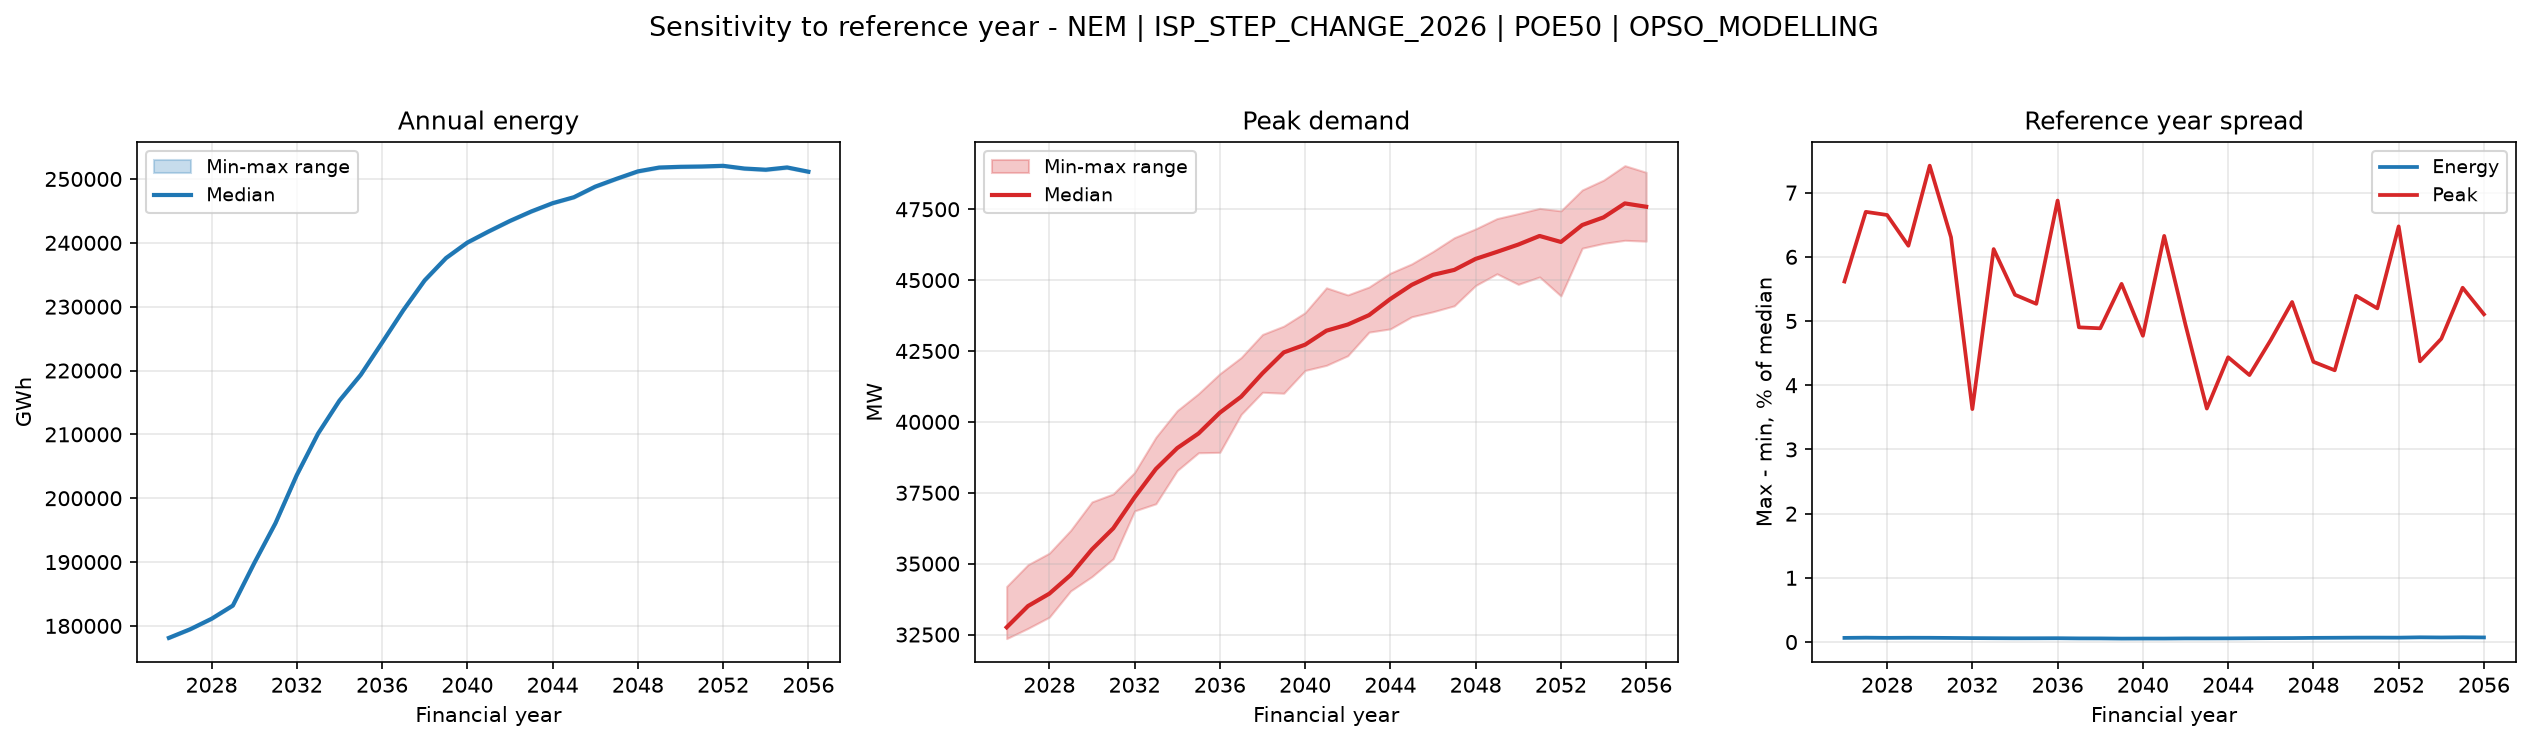 Sensitivity to reference year - NEM | ISP_STEP_CHANGE_2026 | POE50 | OPSO_MODELLING
Annual energy
Min-max range
Median
GWh
250000
240000
230000
220000
210000
200000
190000
180000
2028 2032 2036 2040 2044 2048 2052 2056
Financial year
Peak demand
Min-max range
Median
MW
47500
45000
42500
40000
37500
35000
32500
2028 2032 2036 2040 2044 2048 2052 2056
Financial year
Reference year spread
Energy
Peak
Max - min, % of median
7
6
5
4
3
2
1
0
2028 2032 2036 2040 2044 2048 2052 2056
Financial year